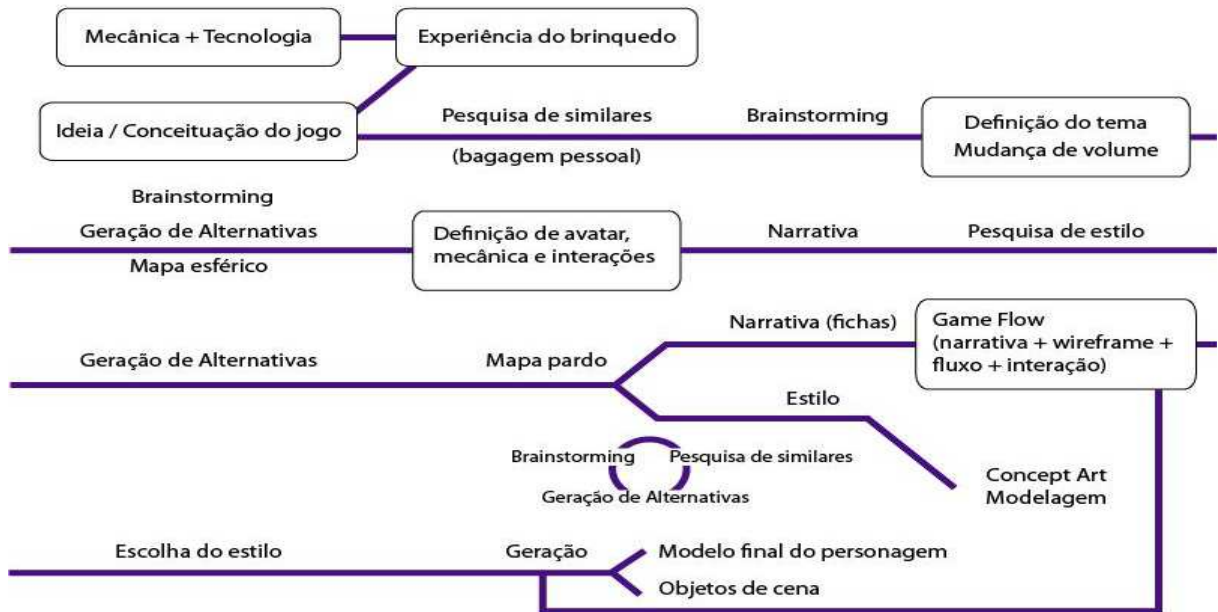 Mecânica + Tecnologia
Experiência do brinquedo
Ideia / Conceituação do jogo
Pesquisa de similares
(bagagem pessoal)
Brainstorming
Definição do tema
Mudança de volume
Brainstorming
Geração de Alternativas
Mapa esférico
Definição de avatar,
mecânica e interações
Narrativa
Pesquisa de estilo
Geração de Alternativas
Mapa pardo
Narrativa (fichas)
Game Flow
(narrativa + wireframe +
fluxo + interação)
Estilo
Brainstorming
Pesquisa de similares
Geração de Alternativas
Concept Art
Modelagem
Escolha do estilo
Geração
Modelo final do personagem
Objetos de cena